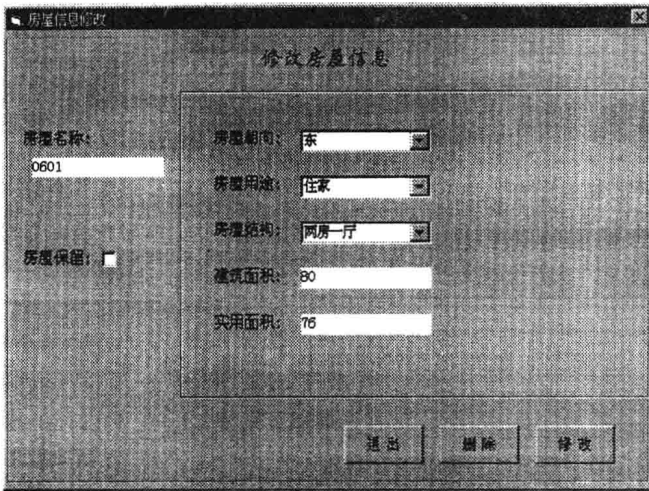 房屋信息修改
修改房屋信息
房屋名称:
0601
房屋保留:
房屋朝向: 东
房屋用途: 住家
房屋结构: 两房一厅
建筑面积: 80
实用面积: 76
退出 删除 修改